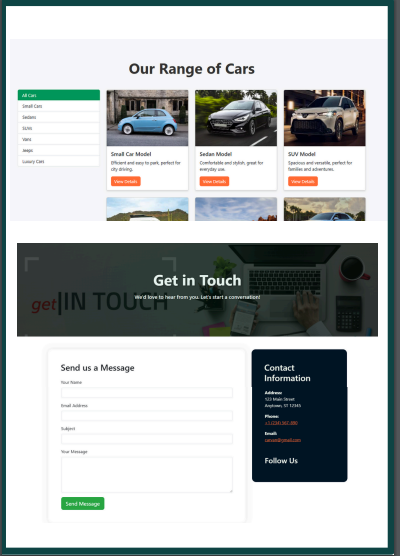 Our Range of Cars
All Cars
Small Cars
Sedans
SUVs
Vans
Jeeps
Luxury Cars
Small Car Model
Efficient and easy to park, perfect for
city driving.
View Details
Sedan Model
Comfortable and stylish, great for
everyday use.
View Details
SUV Model
Spacious and versatile, perfect for
families and adventures.
View Details
get|IN TOUCH
Get in Touch
We'd love to hear from you. Let's start a conversation!
Send us a Message
Your Name
Email Address
Subject
Your Message
Send Message
Contact
Information
Address:
123 Main Street
Anytown, ST 12345
Phone:
+1 (234) 567-890
Email:
Follow Us